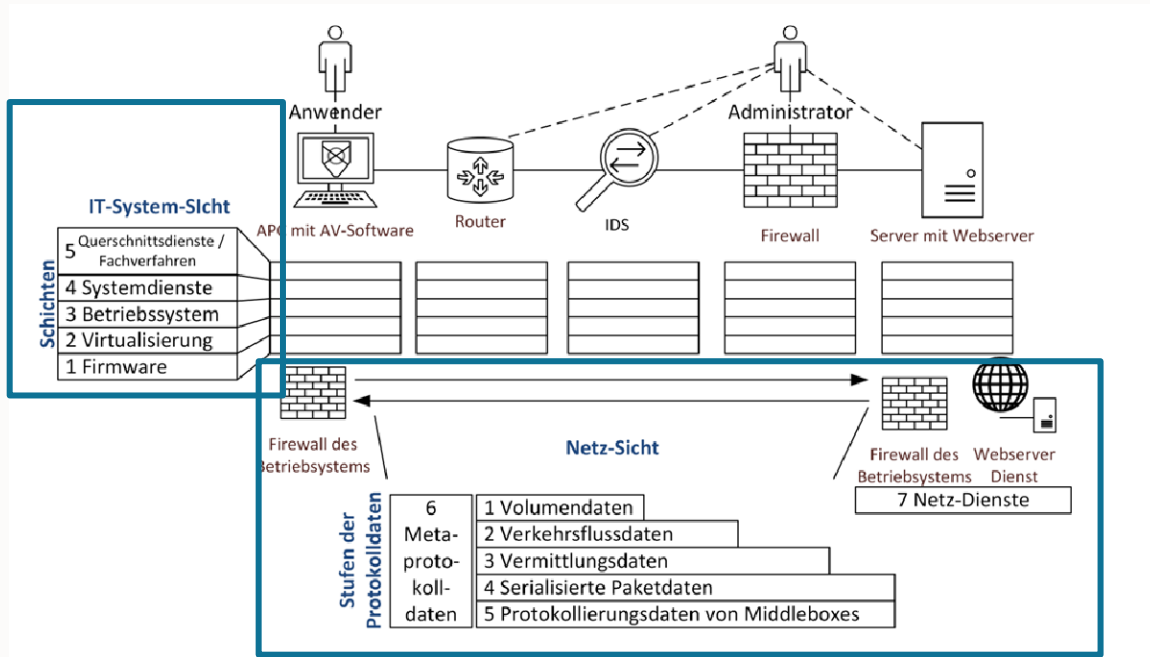 Anwender
Administrator
IT-System-SIcht
APC mit AV-Software
Router
IDS
Firewall
Server mit Webserver
Schichten
5 Querschnittsdienste /
Fachverfahren
4 Systemdienste
3 Betriebssystem
2 Virtualisierung
1 Firmware
Firewall des
Betriebsystems
Netz-Sicht
Firewall des
Betriebsystems
Webserver
Dienst
7 Netz-Dienste
Stufen der
Protokolldaten
6
Meta-
proto-
koll-
daten
1 Volumendaten
2 Verkehrsflussdaten
3 Vermittlungsdaten
4 Serialisierte Paketdaten
5 Protokollierungsdaten von Middleboxes